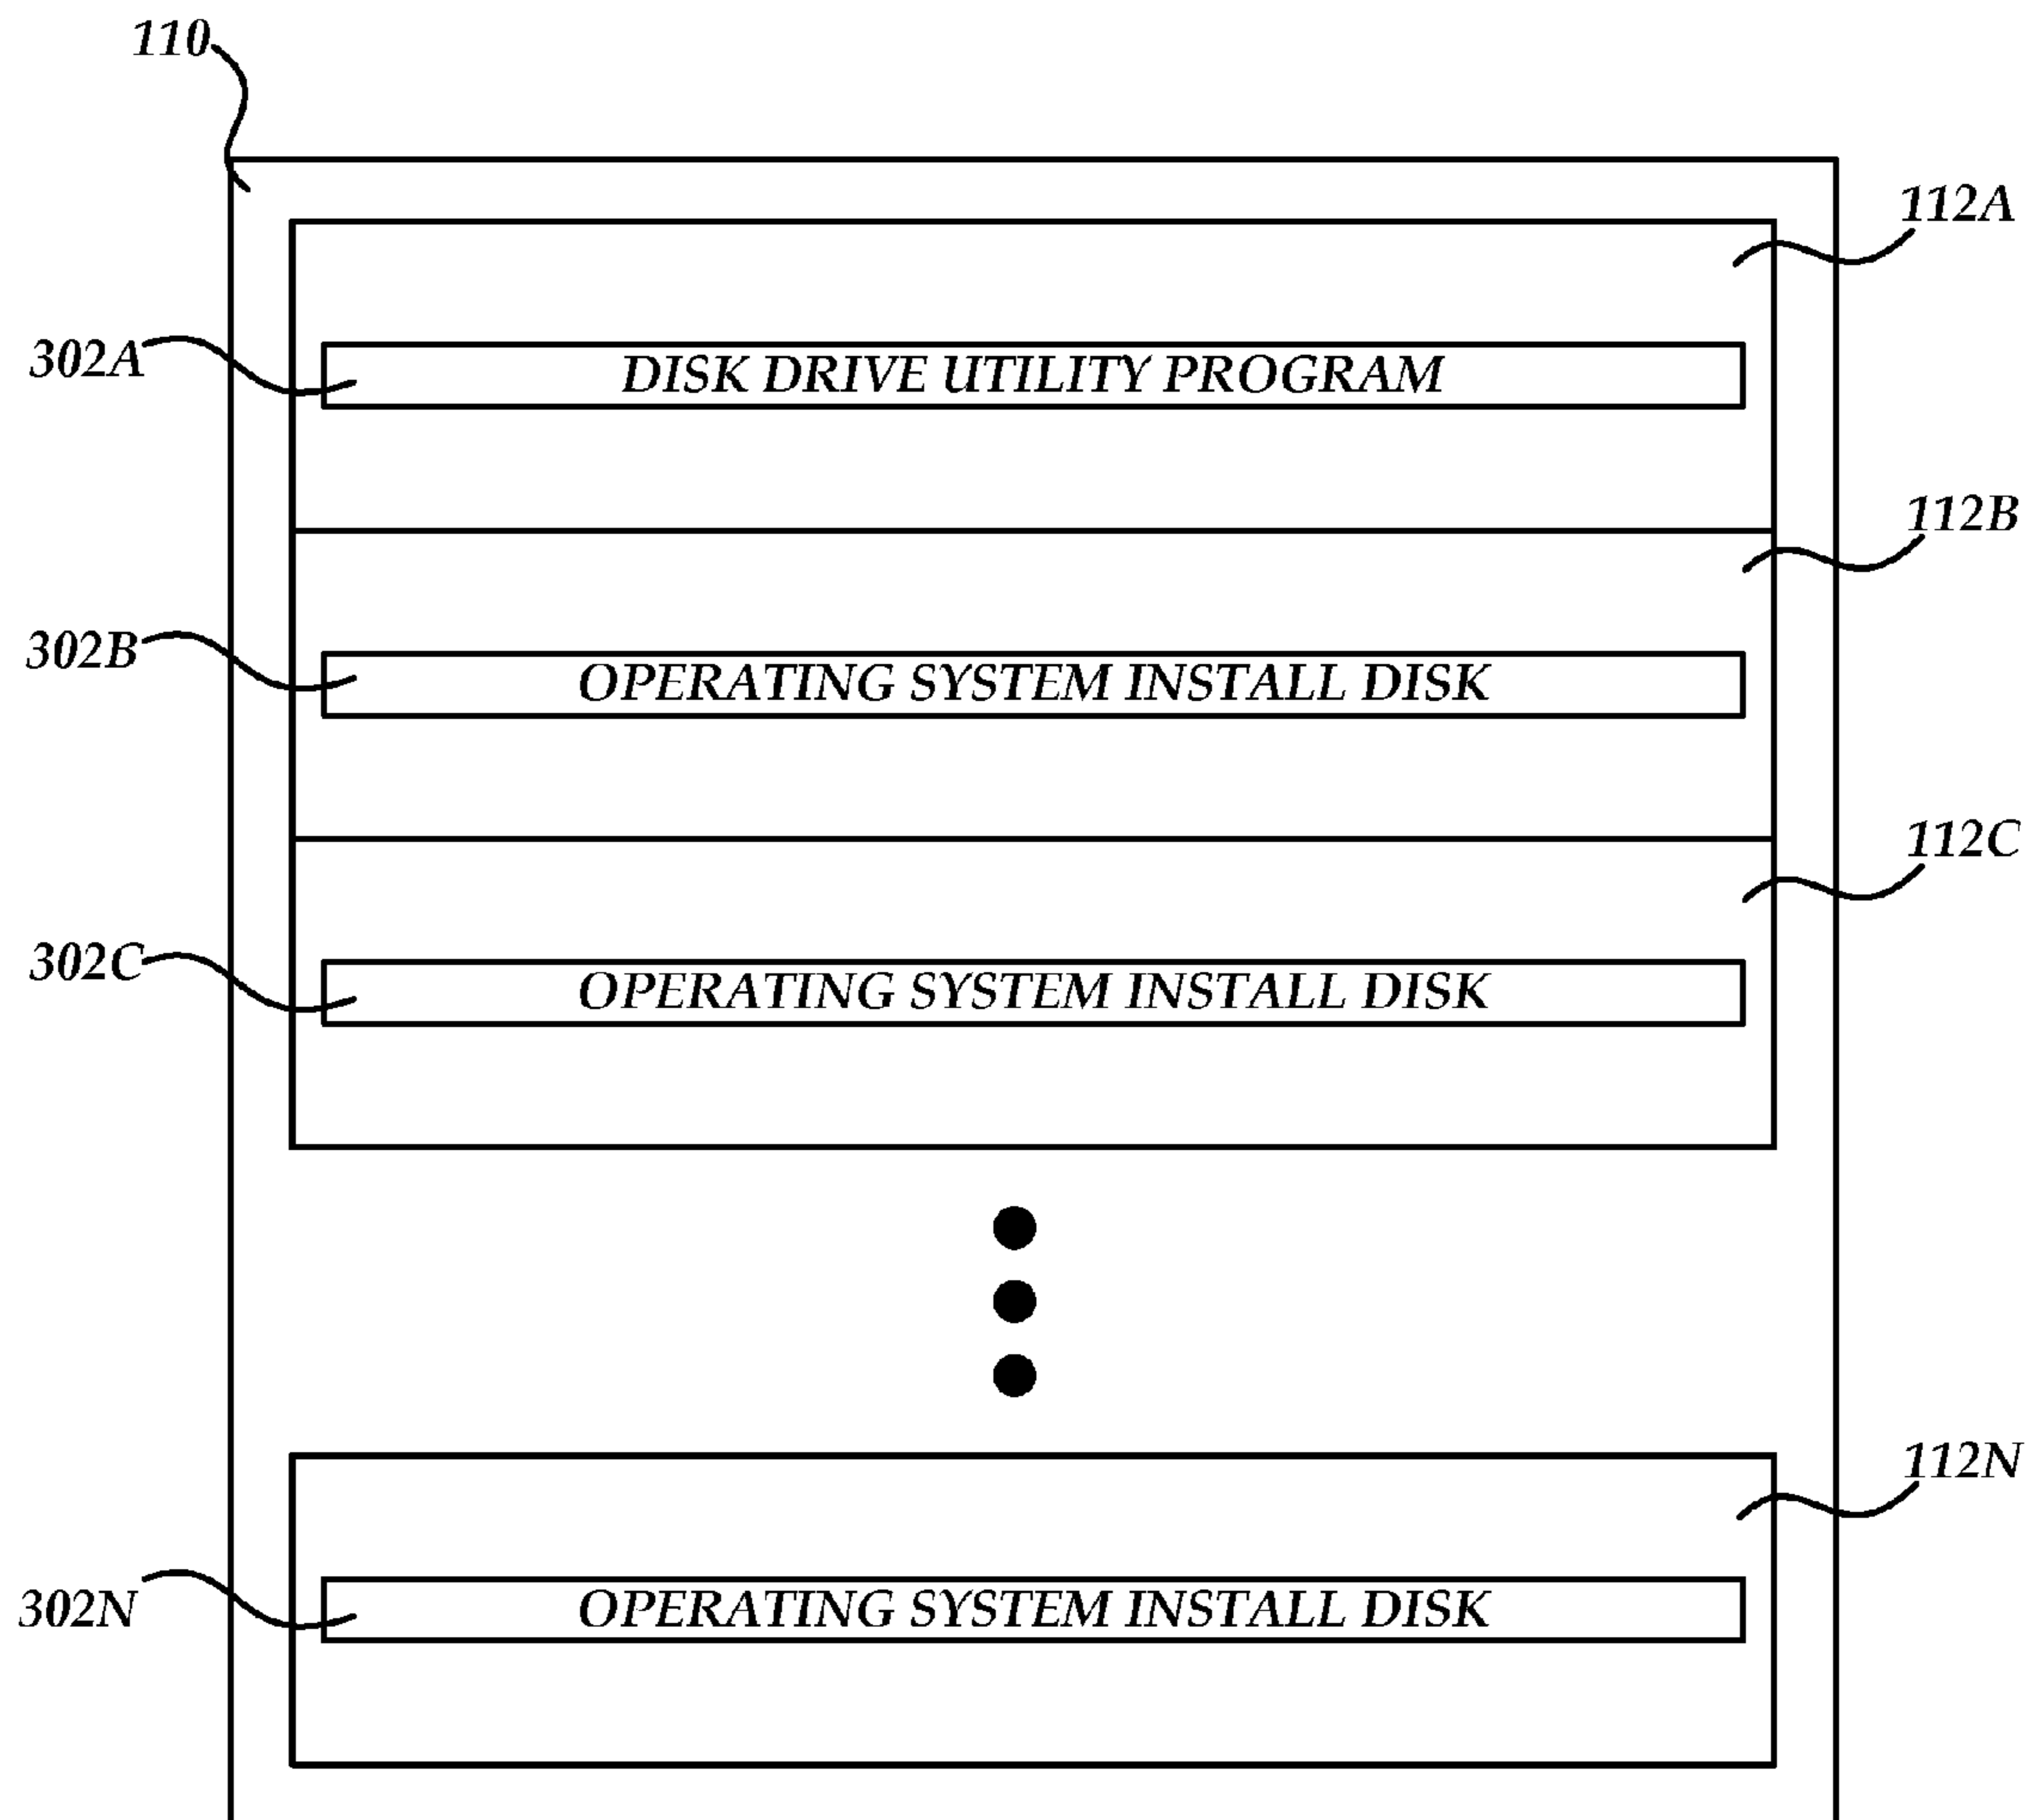 110
112A
302A
DISK DRIVE UTILITY PROGRAM
112B
302B
OPERATING SYSTEM INSTALL DISK
112C
302C
OPERATING SYSTEM INSTALL DISK
112N
302N
OPERATING SYSTEM INSTALL DISK